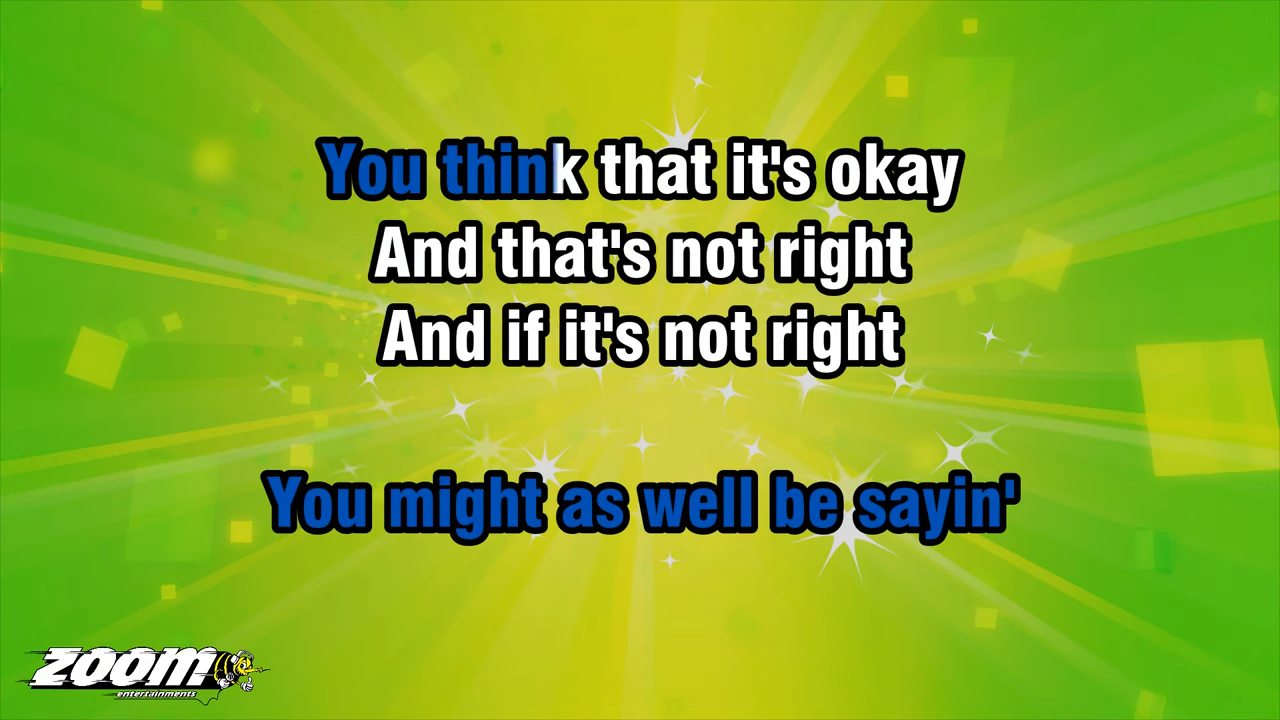 You think that it's okay
And that's not right
And if it's not right
You might as well be sayin'
ZOOM
entertainments